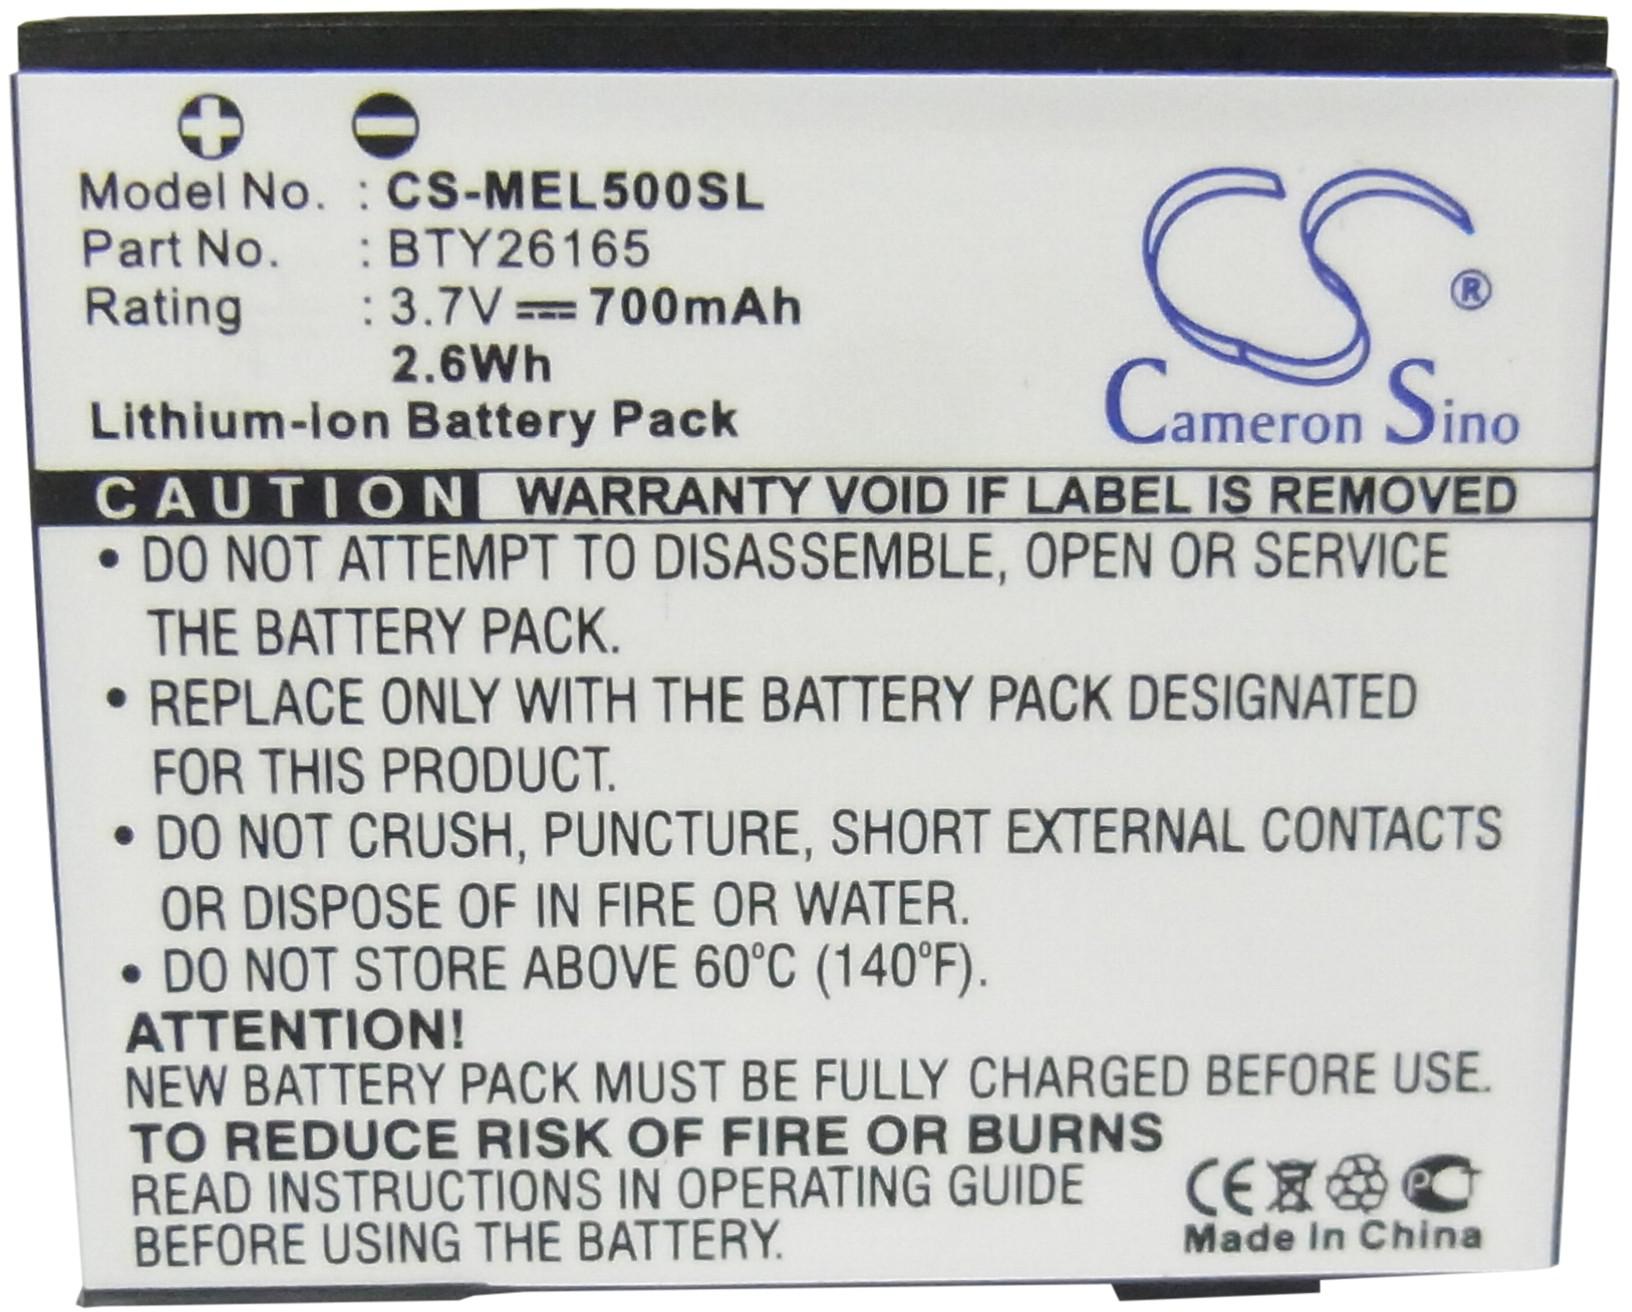 Model No. : CS-MEL500SL
Part No. : BTY26165
Rating : 3.7V 700mAh
2.6Wh
Lithium-Ion Battery Pack
CS®
Cameron Sino
CAUTION WARRANTY VOID IF LABEL IS REMOVED
• DO NOT ATTEMPT TO DISASSEMBLE, OPEN OR SERVICE
THE BATTERY PACK.
• REPLACE ONLY WITH THE BATTERY PACK DESIGNATED
FOR THIS PRODUCT.
• DO NOT CRUSH, PUNCTURE, SHORT EXTERNAL CONTACTS
OR DISPOSE OF IN FIRE OR WATER.
• DO NOT STORE ABOVE 60°C (140°F).
ATTENTION!
NEW BATTERY PACK MUST BE FULLY CHARGED BEFORE USE.
TO REDUCE RISK OF FIRE OR BURNS
READ INSTRUCTIONS IN OPERATING GUIDE
BEFORE USING THE BATTERY.
CE PCT
Made In China